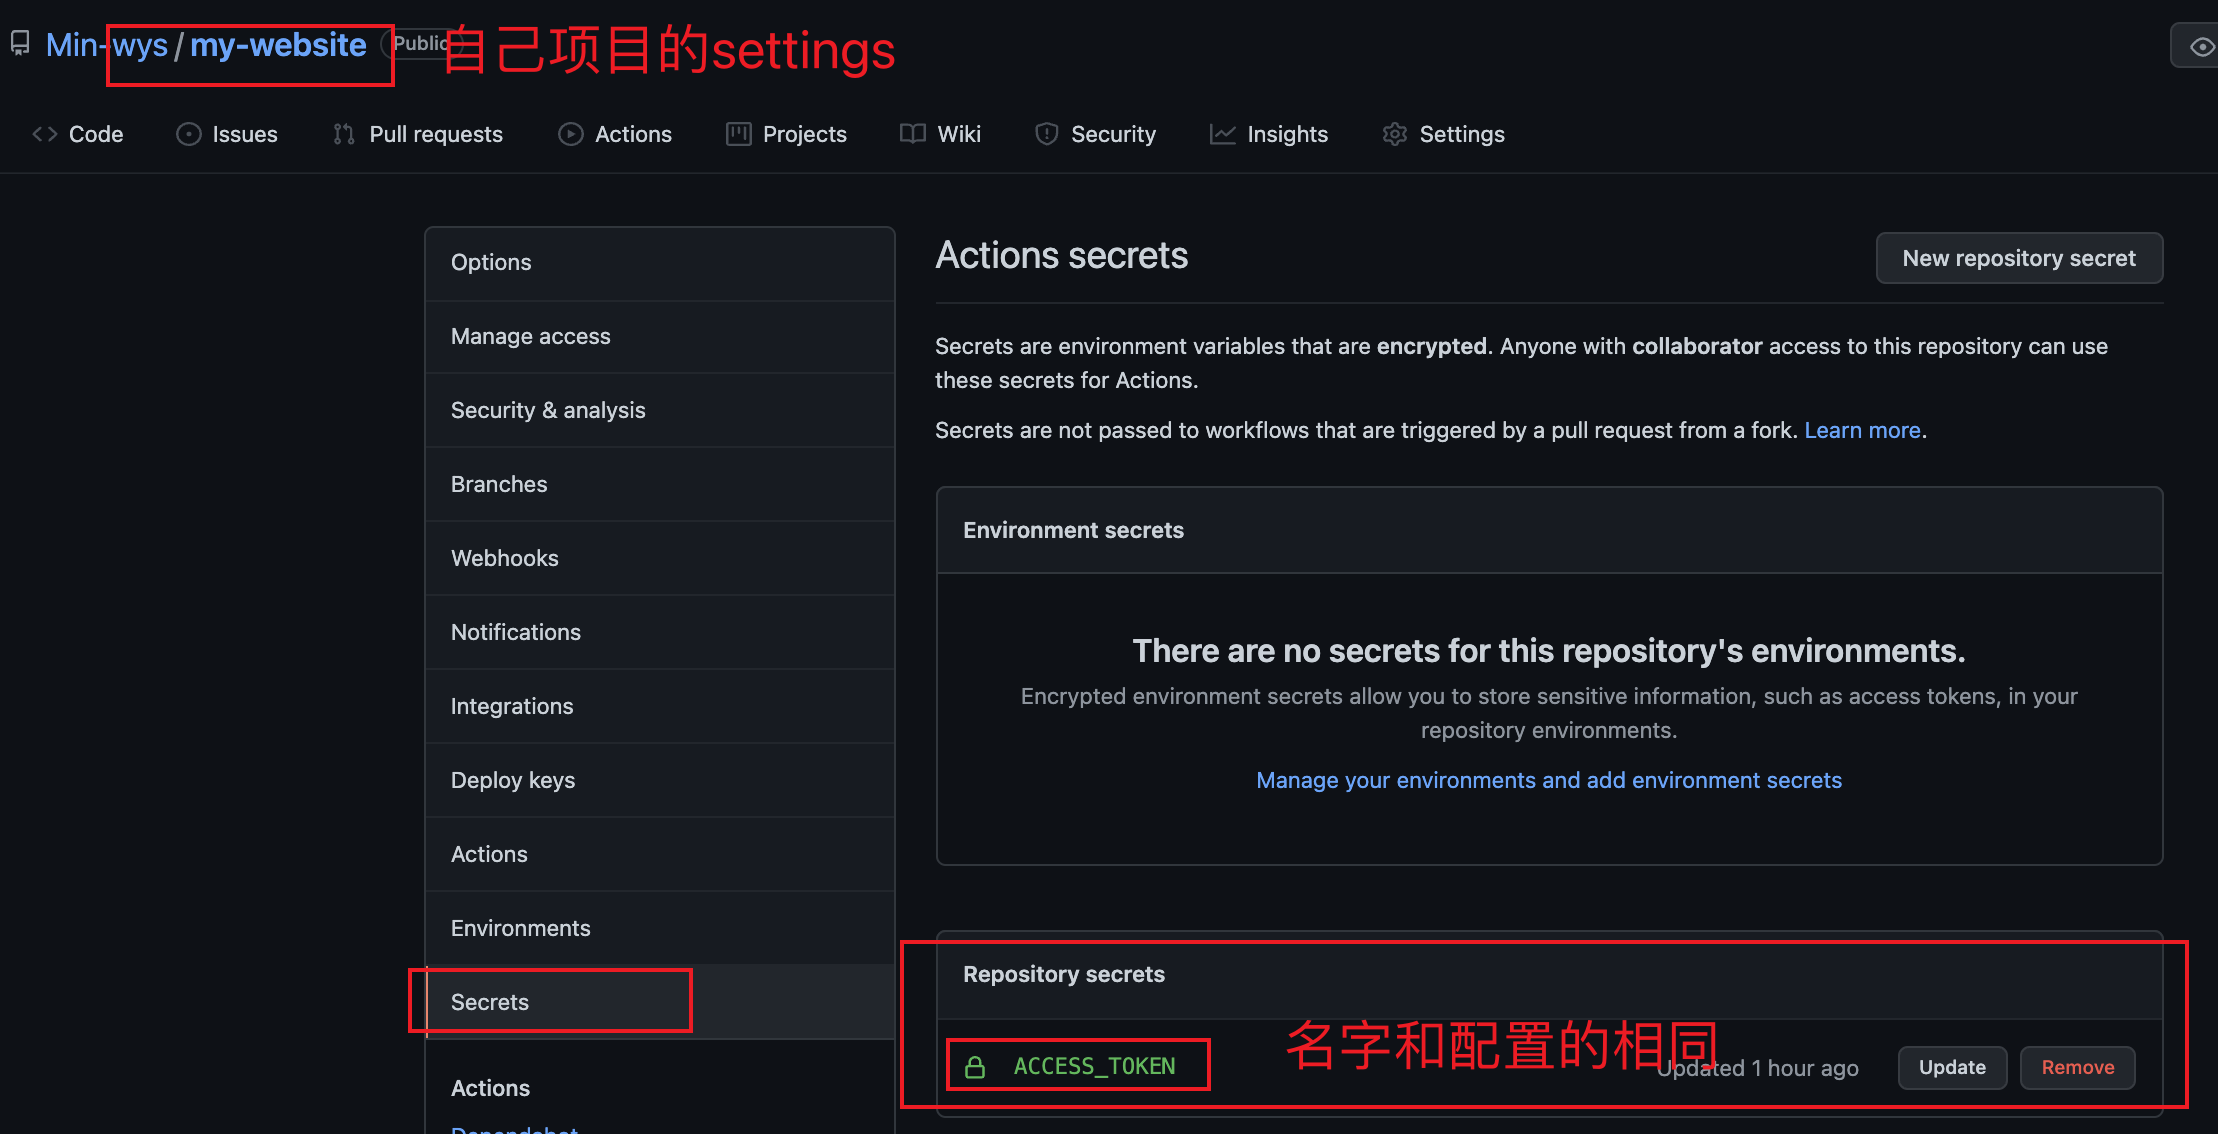 Min-wys / my-website Public 自己项目的settings
Code Issues Pull requests Actions Projects Wiki Security Insights Settings
Options
Manage access
Security & analysis
Branches
Webhooks
Notifications
Integrations
Deploy keys
Actions
Environments
Secrets
Actions
Dependabot
Actions secrets
New repository secret
Secrets are environment variables that are encrypted. Anyone with collaborator access to this repository can use
these secrets for Actions.
Secrets are not passed to workflows that are triggered by a pull request from a fork. Learn more.
Environment secrets
There are no secrets for this repository's environments.
Encrypted environment secrets allow you to store sensitive information, such as access tokens, in your
repository environments.
Manage your environments and add environment secrets
Repository secrets
名字和配置的相同
ACCESS_TOKEN Updated 1 hour ago Update Remove